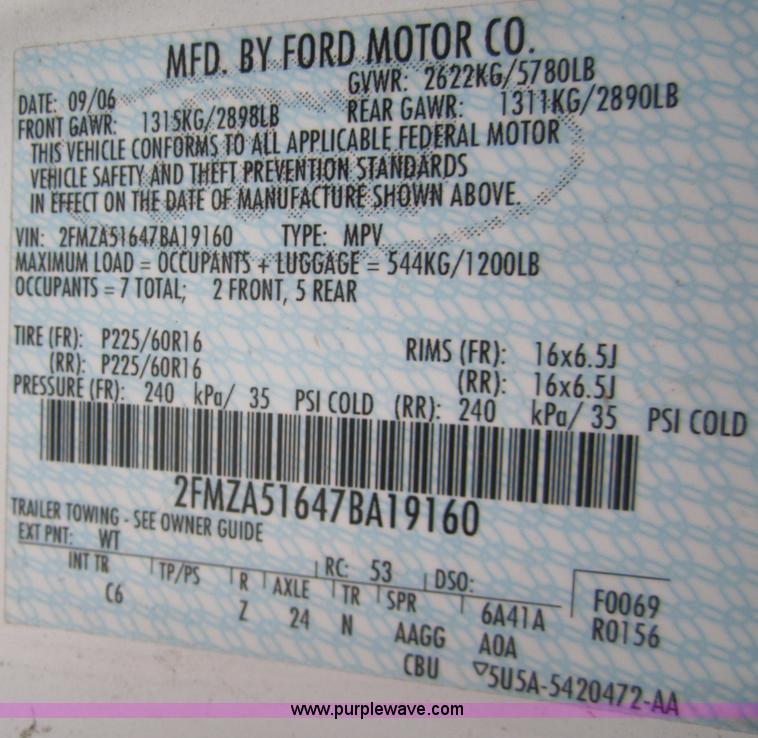 MFD. BY FORD MOTOR CO.
DATE: 09/06 GVWR: 2622KG/5780LB
FRONT GAWR: 1315KG/2898LB REAR GAWR: 1311KG/2890LB
THIS VEHICLE CONFORMS TO ALL APPLICABLE FEDERAL MOTOR
VEHICLE SAFETY AND THEFT PREVENTION STANDARDS
IN EFFECT ON THE DATE OF MANUFACTURE SHOWN ABOVE.
VIN: 2FMZA51647BA19160 TYPE: MPV
MAXIMUM LOAD = OCCUPANTS + LUGGAGE = 544KG/1200LB
OCCUPANTS = 7 TOTAL; 2 FRONT, 5 REAR
TIRE (FR): P225/60R16 RIMS (FR): 16x6.5J
(RR): P225/60R16 (RR): 16x6.5J
PRESSURE (FR): 240 kPa/ 35 PSI COLD (RR): 240 kPa/ 35 PSI COLD
2FMZA51647BA19160
TRAILER TOWING - SEE OWNER GUIDE
EXT PNT: WT RC: 53 DSO: F0069
INT TR TP/PS R AXLE TR SPR 6A41A R0156
C6 Z 24 N AAGG A0A
CBU ▽5U5A-5420472-AA
www.purplewave.com